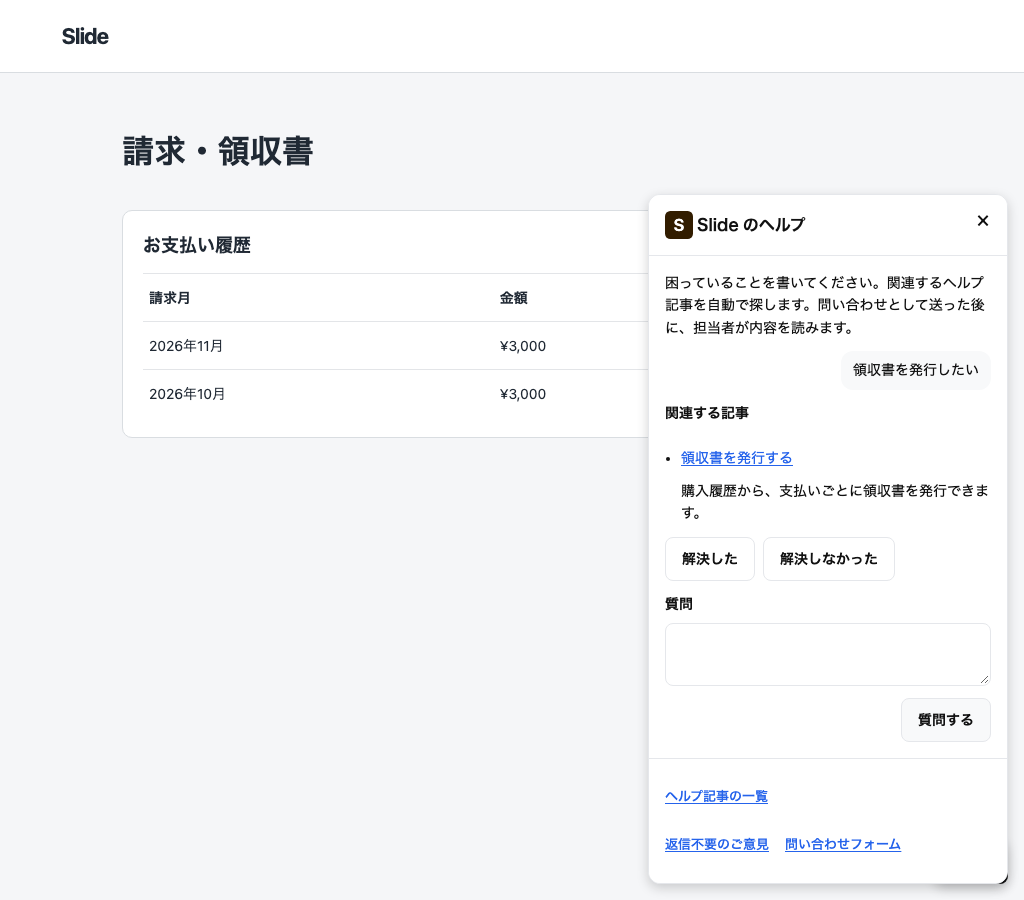 Slide
請求・領収書
お支払い履歴
請求月 金額
2026年11月 ¥3,000
2026年10月 ¥3,000
S Slide のヘルプ ×
困っていることを書いてください。関連するヘルプ
記事を自動で探します。問い合わせとして送った後
に、担当者が内容を読みます。
領収書を発行したい
関連する記事
• 領収書を発行する
購入履歴から、支払いごとに領収書を発行できま
す。
解決した 解決しなかった
質問
質問する
ヘルプ記事の一覧
返信不要のご意見 問い合わせフォーム